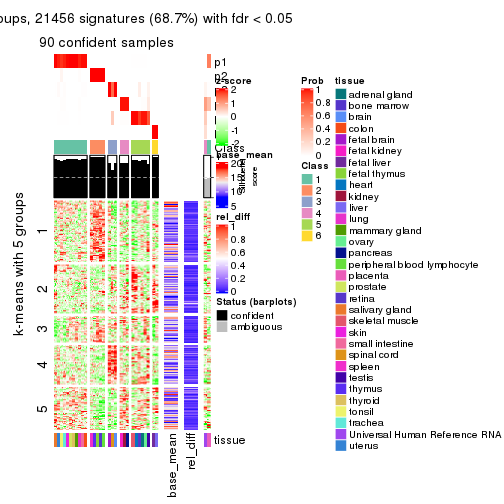 oups, 21456 signatures (68.7%) with fdr < 0.05
90 confident samples
p1
p2
z-score
2
1
0
-1
-2
Class
base_mean
20
15
10
5
Silhouette
score
rel_diff
1
0.8
0.6
0.4
0.2
0
Status (barplots)
confident
ambiguous
k-means with 5 groups
1
2
3
4
5
tissue
base_mean
rel_diff
Prob
1
0.8
0.6
0.4
0.2
0
Class
1
2
3
4
5
6
tissue
adrenal gland
bone marrow
brain
colon
fetal brain
fetal kidney
fetal liver
fetal thymus
heart
kidney
liver
lung
mammary gland
ovary
pancreas
peripheral blood lymphocyte
placenta
prostate
retina
salivary gland
skeletal muscle
skin
small intestine
spinal cord
spleen
testis
thymus
thyroid
tonsil
trachea
Universal Human Reference RNA
uterus